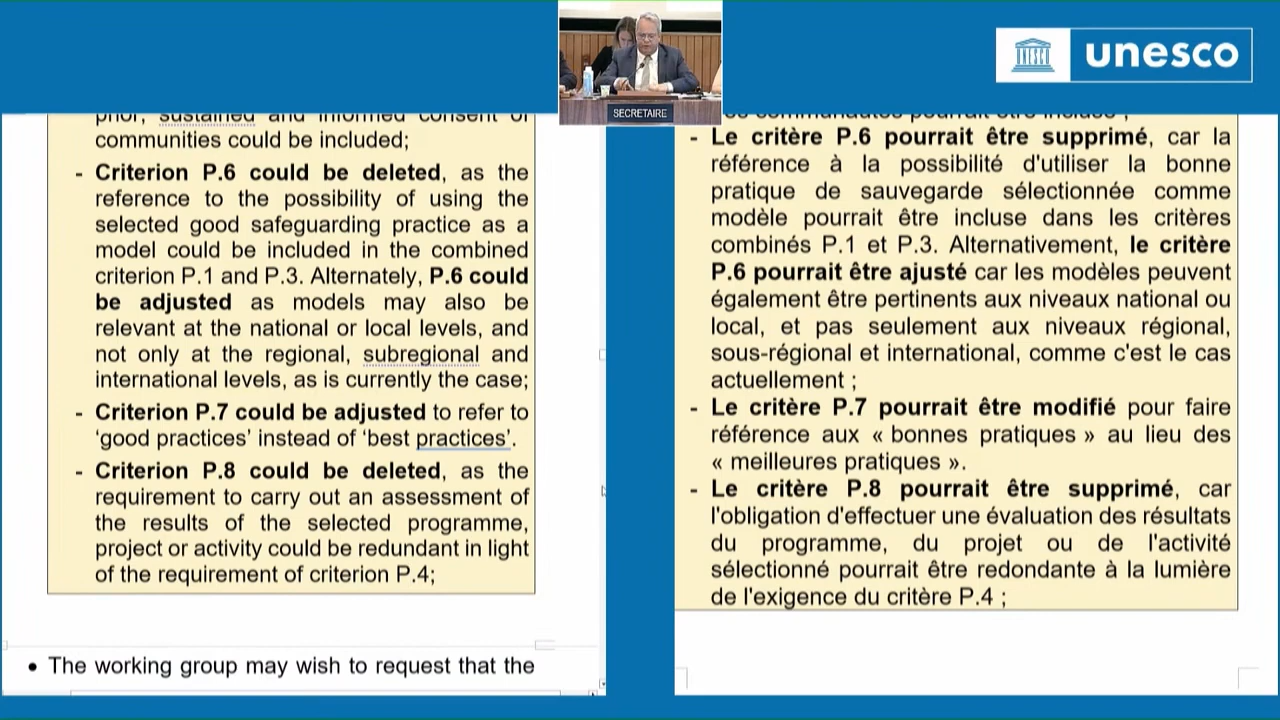 SECRETAIRE
unesco
prior, sustained and informed consent of
communities could be included;
- Criterion P.6 could be deleted, as the
reference to the possibility of using the
selected good safeguarding practice as a
model could be included in the combined
criterion P.1 and P.3. Alternately, P.6 could
be adjusted as models may also be
relevant at the national or local levels, and
not only at the regional, subregional and
international levels, as is currently the case;
- Criterion P.7 could be adjusted to refer to
‘good practices’ instead of ‘best practices’.
- Criterion P.8 could be deleted, as the
requirement to carry out an assessment of
the results of the selected programme,
project or activity could be redundant in light
of the requirement of criterion P.4;
• The working group may wish to request that the
communautés pourrait être incluse ;
- Le critère P.6 pourrait être supprimé, car la
référence à la possibilité d'utiliser la bonne
pratique de sauvegarde sélectionnée comme
modèle pourrait être incluse dans les critères
combinés P.1 et P.3. Alternativement, le critère
P.6 pourrait être ajusté car les modèles peuvent
également être pertinents aux niveaux national ou
local, et pas seulement aux niveaux régional,
sous-régional et international, comme c'est le cas
actuellement ;
- Le critère P.7 pourrait être modifié pour faire
référence aux « bonnes pratiques » au lieu des
« meilleures pratiques ».
- Le critère P.8 pourrait être supprimé, car
l'obligation d'effectuer une évaluation des résultats
du programme, du projet ou de l'activité
sélectionné pourrait être redondante à la lumière
de l'exigence du critère P.4 ;